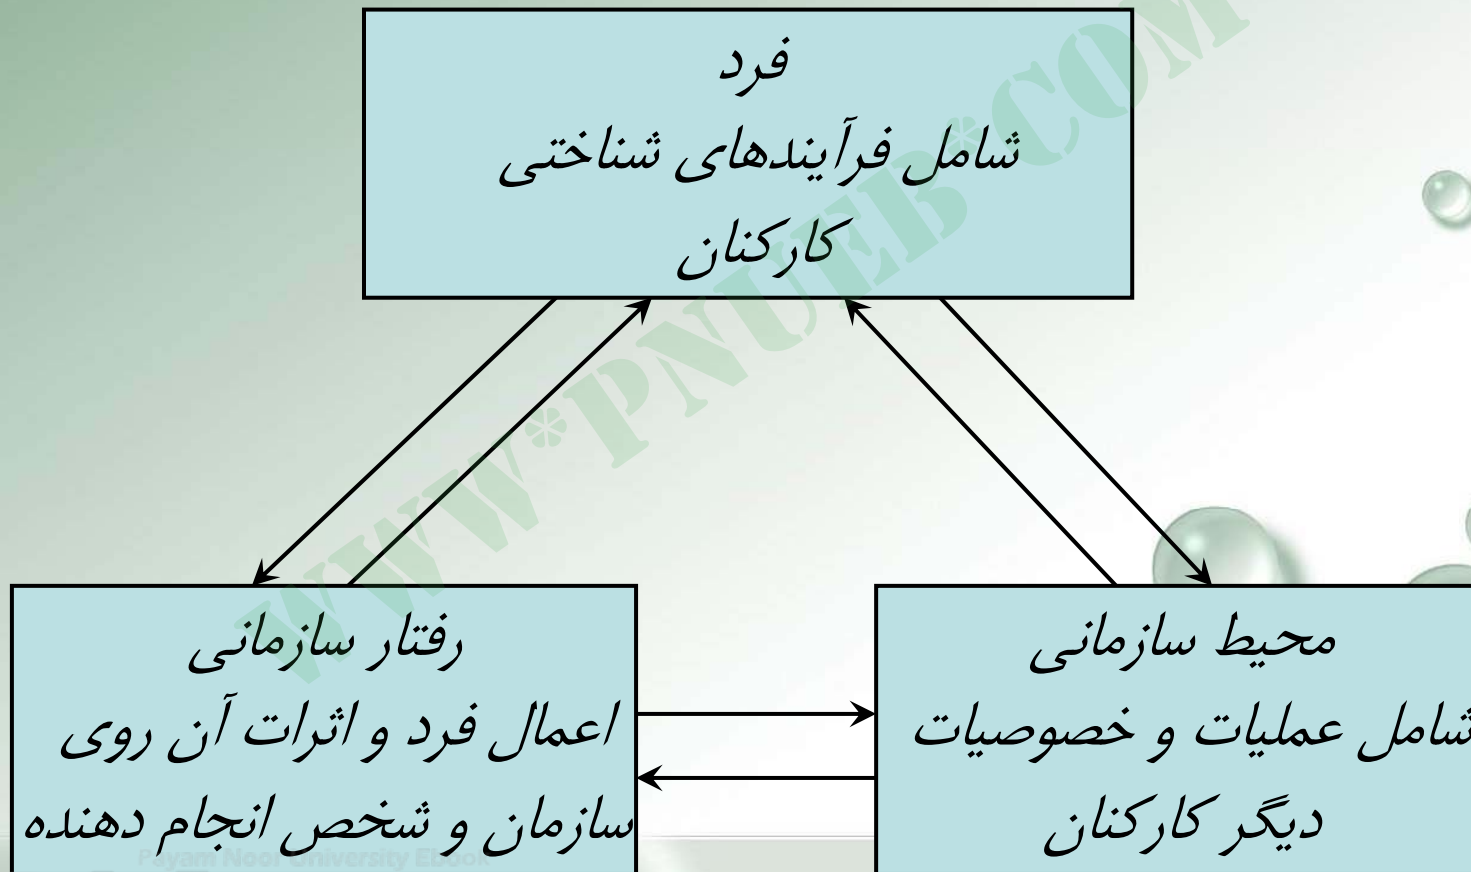 فرد
شامل فرآیندهای شناختی
کارکنان
محیط سازمانی
شامل عملیات و خصوصیات
دیگر کارکنان
رفتار سازمانی
اعمال فرد و اثرات آن روی
سازمان و شخص انجام دهنده
WWW*PNUEB*COM
Payam Noor University Ebook